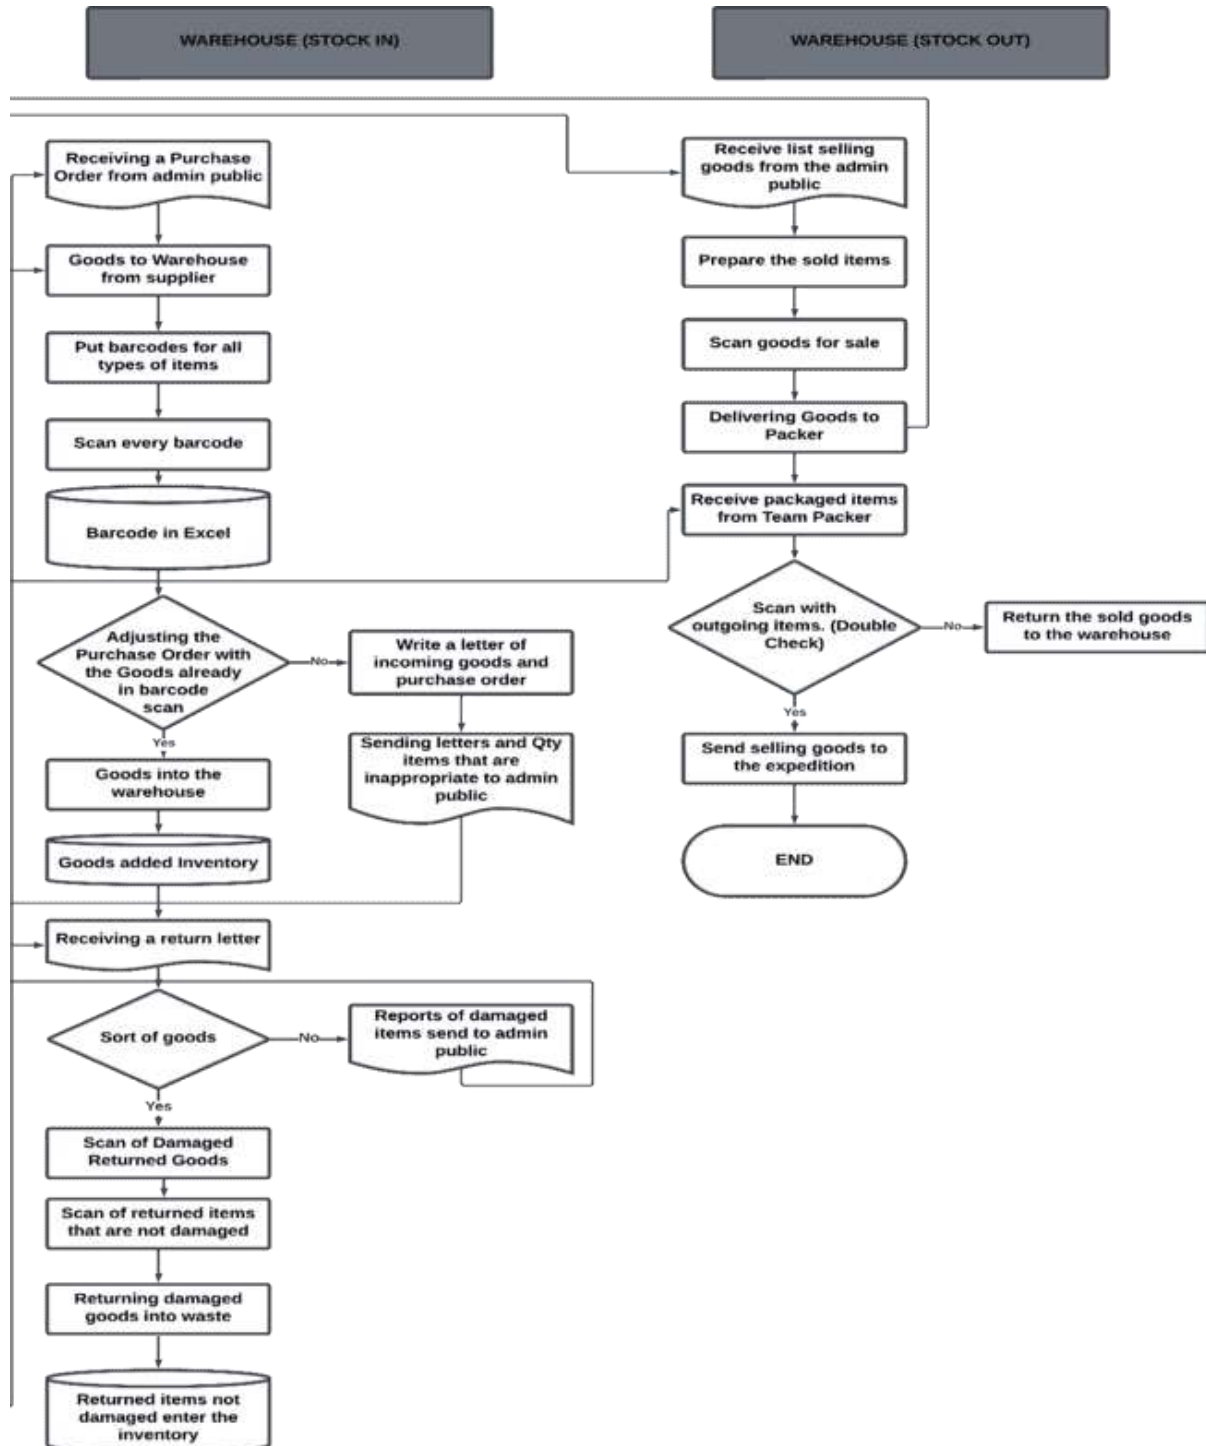 WAREHOUSE (STOCK IN)
WAREHOUSE (STOCK OUT)
Receiving a Purchase
Order from admin public
Goods to Warehouse
from supplier
Put barcodes for all
types of items
Scan every barcode
Barcode in Excel
Adjusting the
Purchase Order with
the Goods already
in barcode
scan
No
Write a letter of
incoming goods and
purchase order
Sending letters and Qty
items that are
inappropriate to admin
public
Yes
Goods into the
warehouse
Goods added Inventory
Receiving a return letter
Sort of goods
No
Reports of damaged
items send to admin
public
Yes
Scan of Damaged
Returned Goods
Scan of returned items
that are not damaged
Returning damaged
goods into waste
Returned items not
damaged enter the
inventory
Receive list selling
goods from the admin
public
Prepare the sold items
Scan goods for sale
Delivering Goods to
Packer
Receive packaged items
from Team Packer
Scan with
outgoing items. (Double
Check)
No
Return the sold goods
to the warehouse
Yes
Send selling goods to
the expedition
END